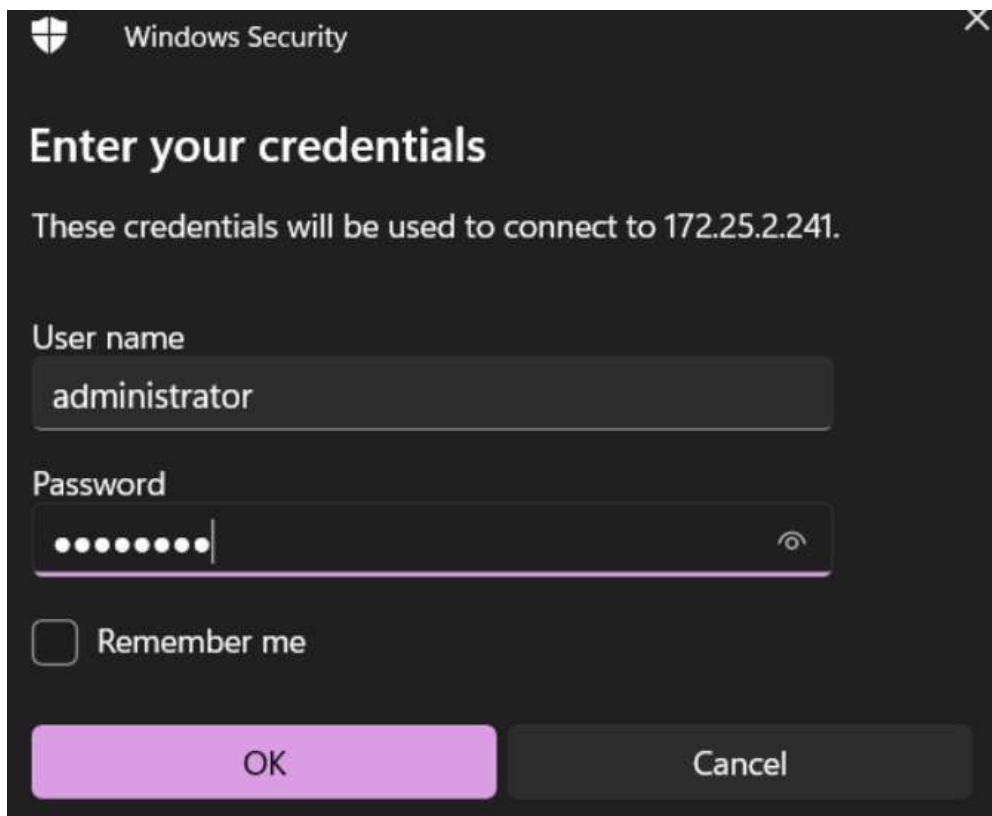 Windows Security
Enter your credentials
These credentials will be used to connect to 172.25.2.241.
User name
administrator
Password
••••••••
Remember me
OK
Cancel